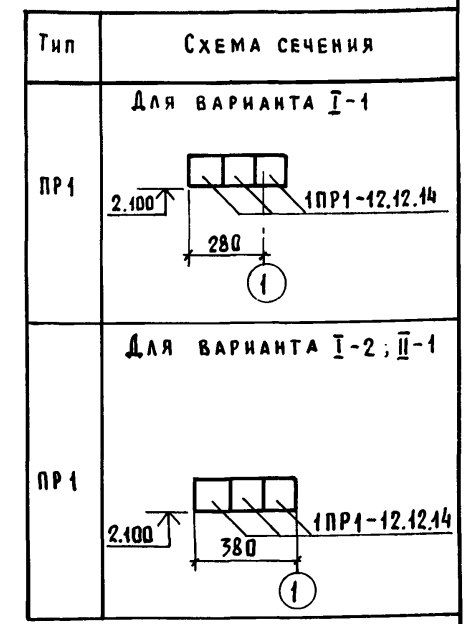 Тип
Схема сечения
Для варианта I-1
ПР1
2.100
1ПР1-12.12.14
280
1
Для варианта I-2; II-1
ПР1
2.100
1ПР1-12.12.14
380
1